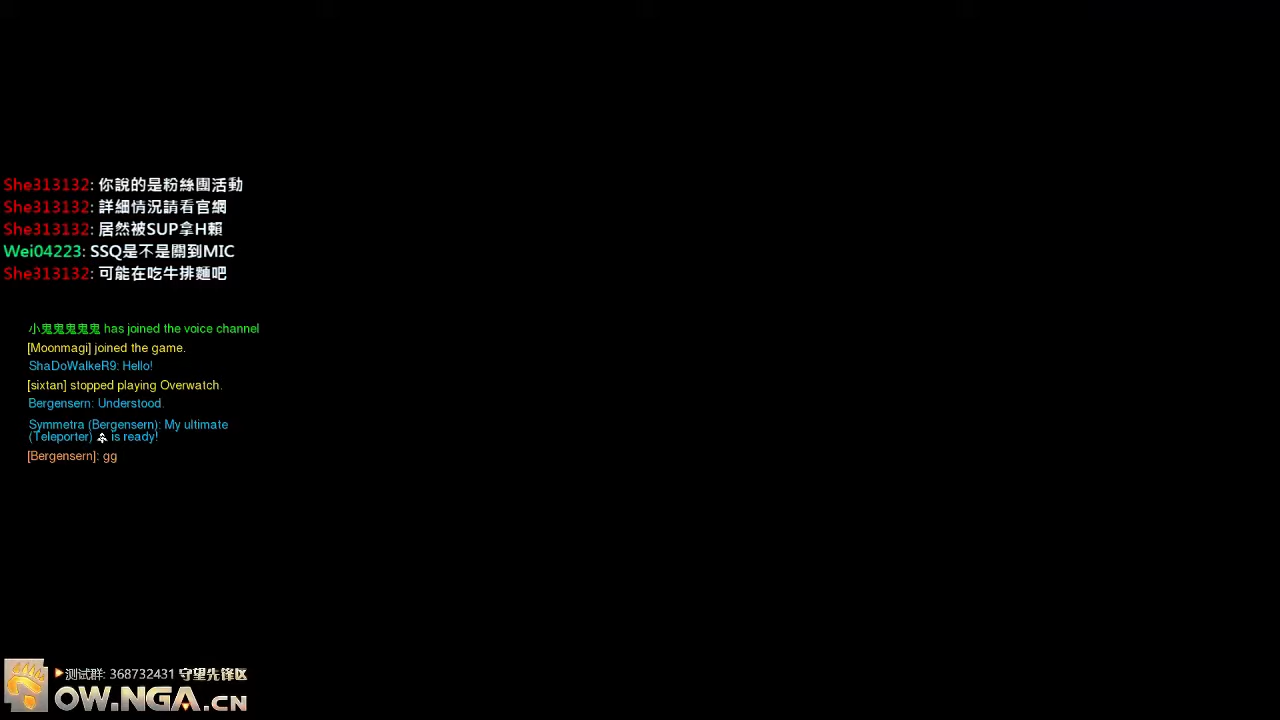 She313132: 你說的是粉絲團活動
She313132: 詳細情況請看官網
She313132: 居然被SUP拿H賴
Wei04223: SSQ是不是關到MIC
She313132: 可能在吃牛排麵吧
小鬼鬼鬼鬼鬼 has joined the voice channel
[Moonmagi] joined the game.
ShaDoWalkeR9: Hello!
[sixtan] stopped playing Overwatch.
Bergensern: Understood.
Symmetra (Bergensern): My ultimate
(Teleporter) is ready!
[Bergensern]: gg
测试群: 368732431 守望先锋区
OW.NGA.CN